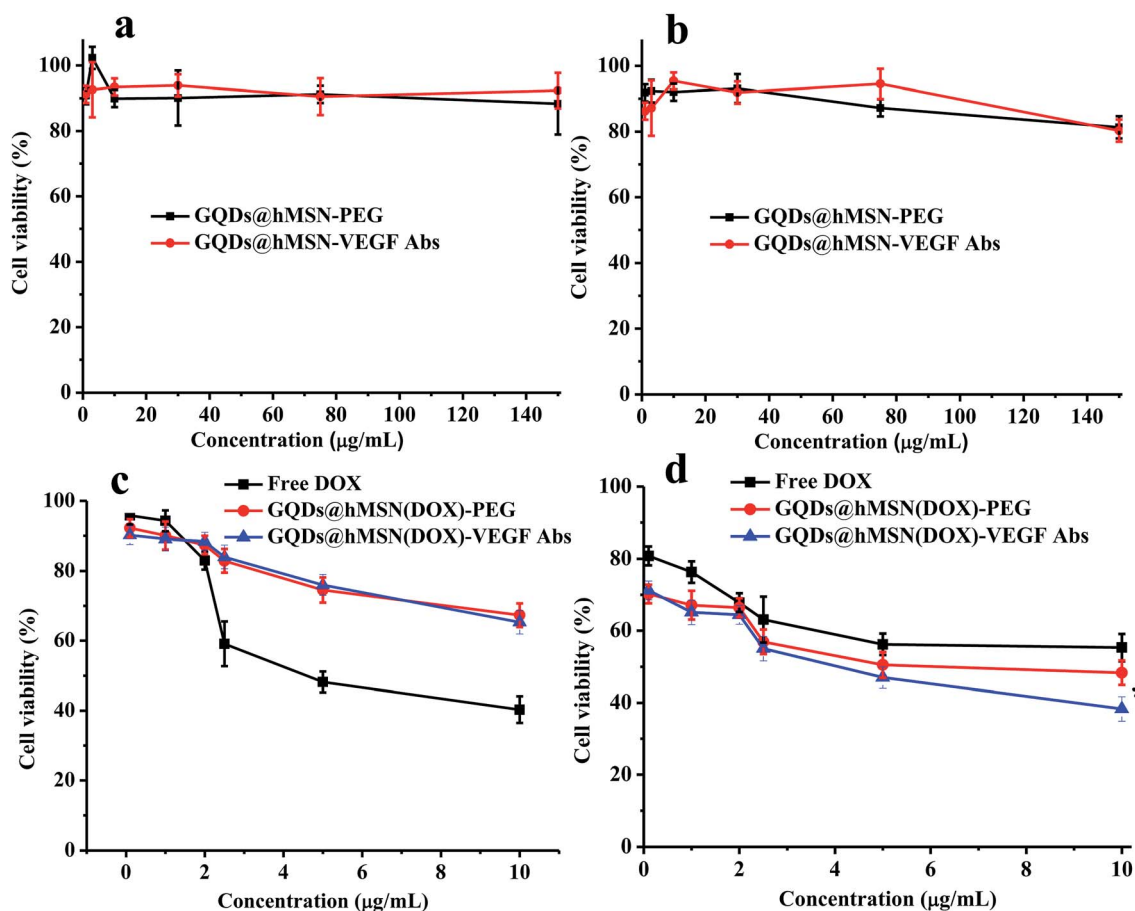 a
100
80
60
40
20
0
Cell viability (%)
GQDs@hMSN-PEG
GQDs@hMSN-VEGF Abs
0 20 40 60 80 100 120 140
Concentration (µg/mL)
b
100
80
60
40
20
0
Cell viability (%)
GQDs@hMSN-PEG
GQDs@hMSN-VEGF Abs
0 20 40 60 80 100 120 140
Concentration (µg/mL)
c
Free DOX
GQDs@hMSN(DOX)-PEG
GQDs@hMSN(DOX)-VEGF Abs
100
80
60
40
20
0
Cell viability (%)
0 2 4 6 8 10
Concentration (µg/mL)
d
Free DOX
GQDs@hMSN(DOX)-PEG
GQDs@hMSN(DOX)-VEGF Abs
100
80
60
40
20
0
Cell viability (%)
0 2 4 6 8 10
Concentration (µg/mL)